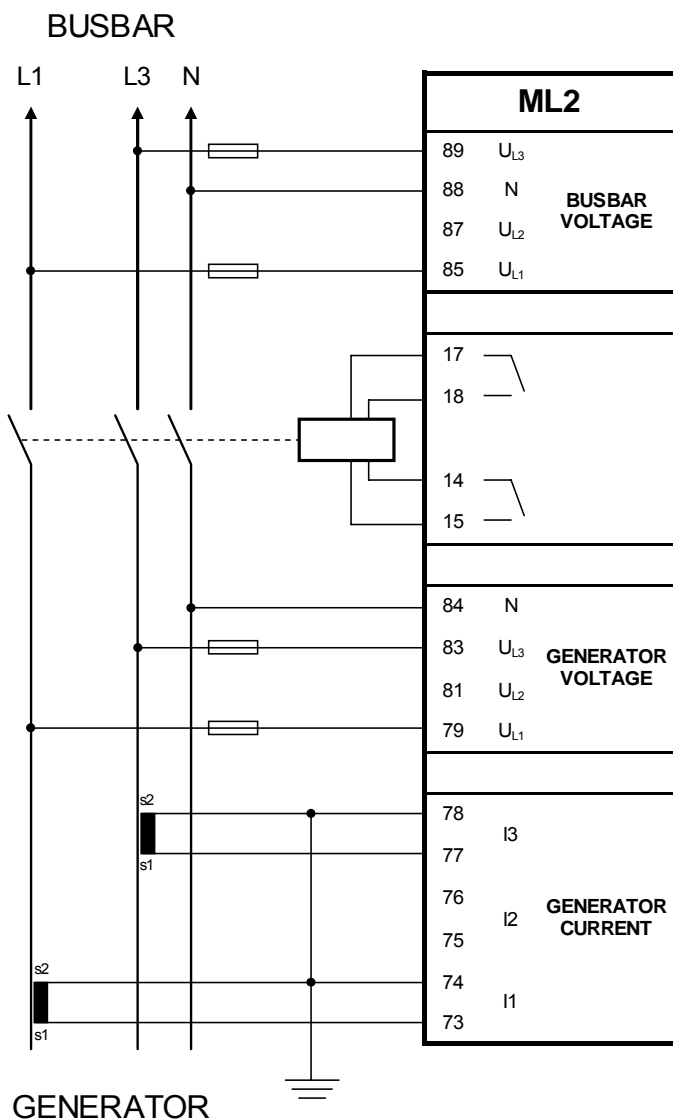 BUSBAR
L1 L3 N
ML2
89 UL3
88 N
BUSBAR
VOLTAGE
87 UL2
85 UL1
17
18
14
15
84 N
83 UL3
GENERATOR
VOLTAGE
81 UL2
79 UL1
s2
78
I3
s1
77
76
I2
GENERATOR
CURRENT
75
s2
74
I1
s1
73
GENERATOR